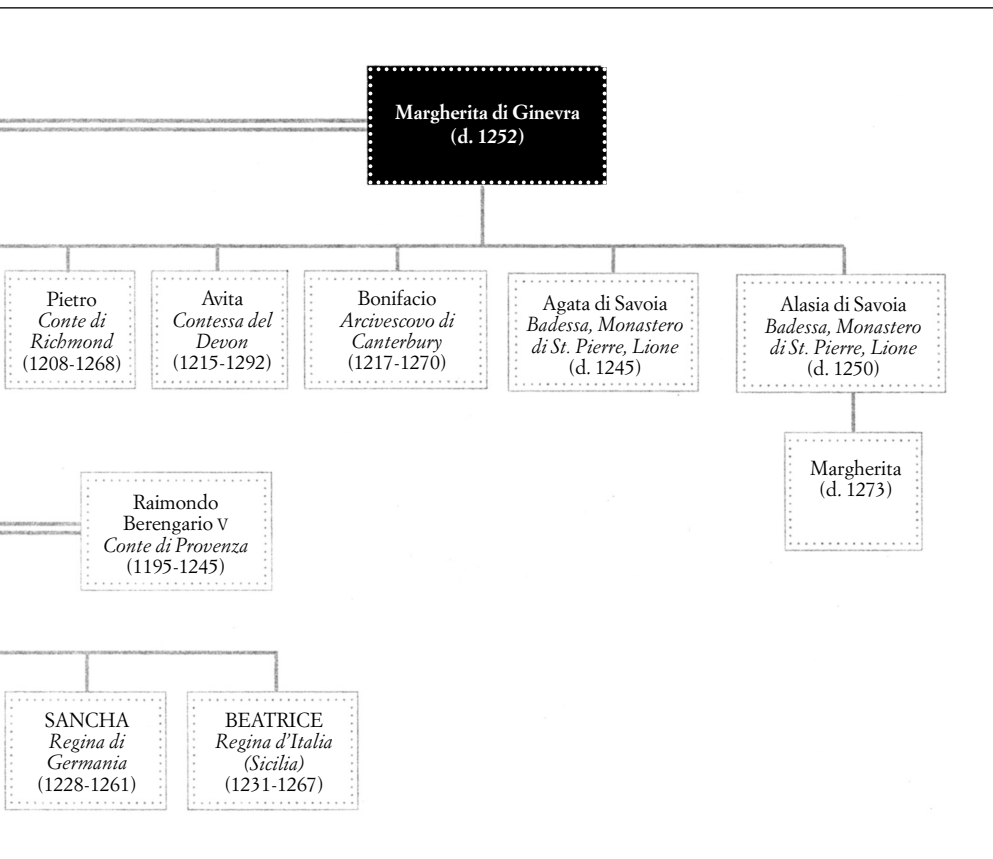 Margherita di Ginevra
(d. 1252)
Pietro
Conte di
Richmond
(1208-1268)
Avita
Contessa del
Devon
(1215-1292)
Bonifacio
Arcivescovo di
Canterbury
(1217-1270)
Agata di Savoia
Badessa, Monastero
di St. Pierre, Lione
(d. 1245)
Alasia di Savoia
Badessa, Monastero
di St. Pierre, Lione
(d. 1250)
Margherita
(d. 1273)
Raimondo
Berengario V
Conte di Provenza
(1195-1245)
SANCHA
Regina di
Germania
(1228-1261)
BEATRICE
Regina d'Italia
(Sicilia)
(1231-1267)